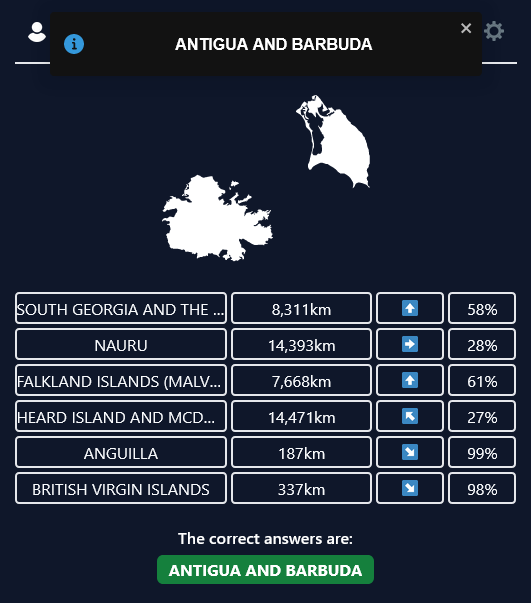 ANTIGUA AND BARBUDA
SOUTH GEORGIA AND THE ... 8,311km 58%
NAURU 14,393km 28%
FALKLAND ISLANDS (MALV... 7,668km 61%
HEARD ISLAND AND MCD... 14,471km 27%
ANGUILLA 187km 99%
BRITISH VIRGIN ISLANDS 337km 98%
The correct answers are:
ANTIGUA AND BARBUDA